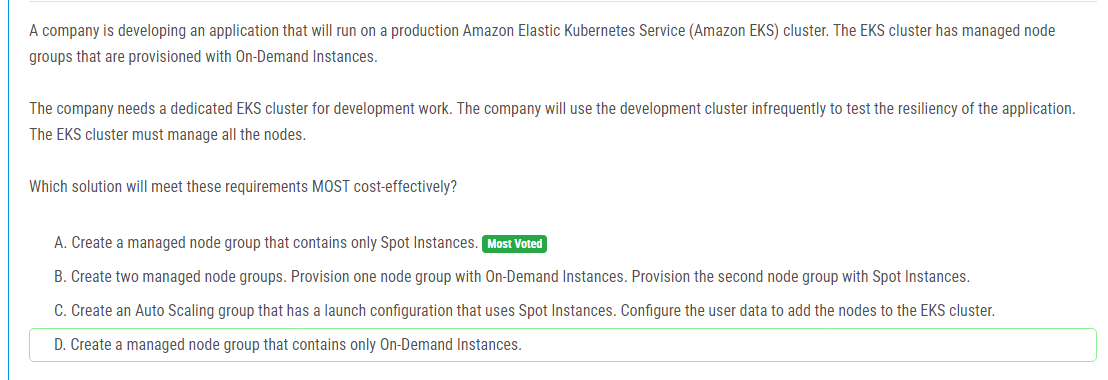 A company is developing an application that will run on a production Amazon Elastic Kubernetes Service (Amazon EKS) cluster. The EKS cluster has managed node
groups that are provisioned with On-Demand Instances.
The company needs a dedicated EKS cluster for development work. The company will use the development cluster infrequently to test the resiliency of the application.
The EKS cluster must manage all the nodes.
Which solution will meet these requirements MOST cost-effectively?
A. Create a managed node group that contains only Spot Instances. Most Voted
B. Create two managed node groups. Provision one node group with On-Demand Instances. Provision the second node group with Spot Instances.
C. Create an Auto Scaling group that has a launch configuration that uses Spot Instances. Configure the user data to add the nodes to the EKS cluster.
D. Create a managed node group that contains only On-Demand Instances.